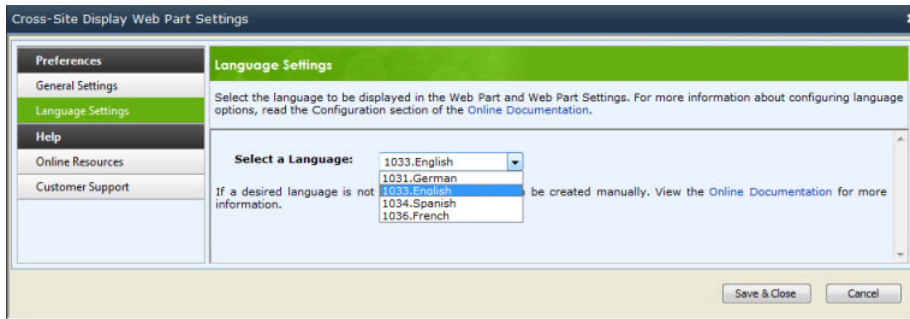 Cross-Site Display Web Part Settings
Preferences
General Settings
Language Settings
Help
Online Resources
Customer Support
Language Settings
Select the language to be displayed in the Web Part and Web Part Settings. For more information about configuring language
options, read the Configuration section of the Online Documentation.
Select a Language:
1033.English
1031.German
1033.English
1034.Spanish
1036.French
If a desired language is not be created manually. View the Online Documentation for more
information.
Save & Close
Cancel